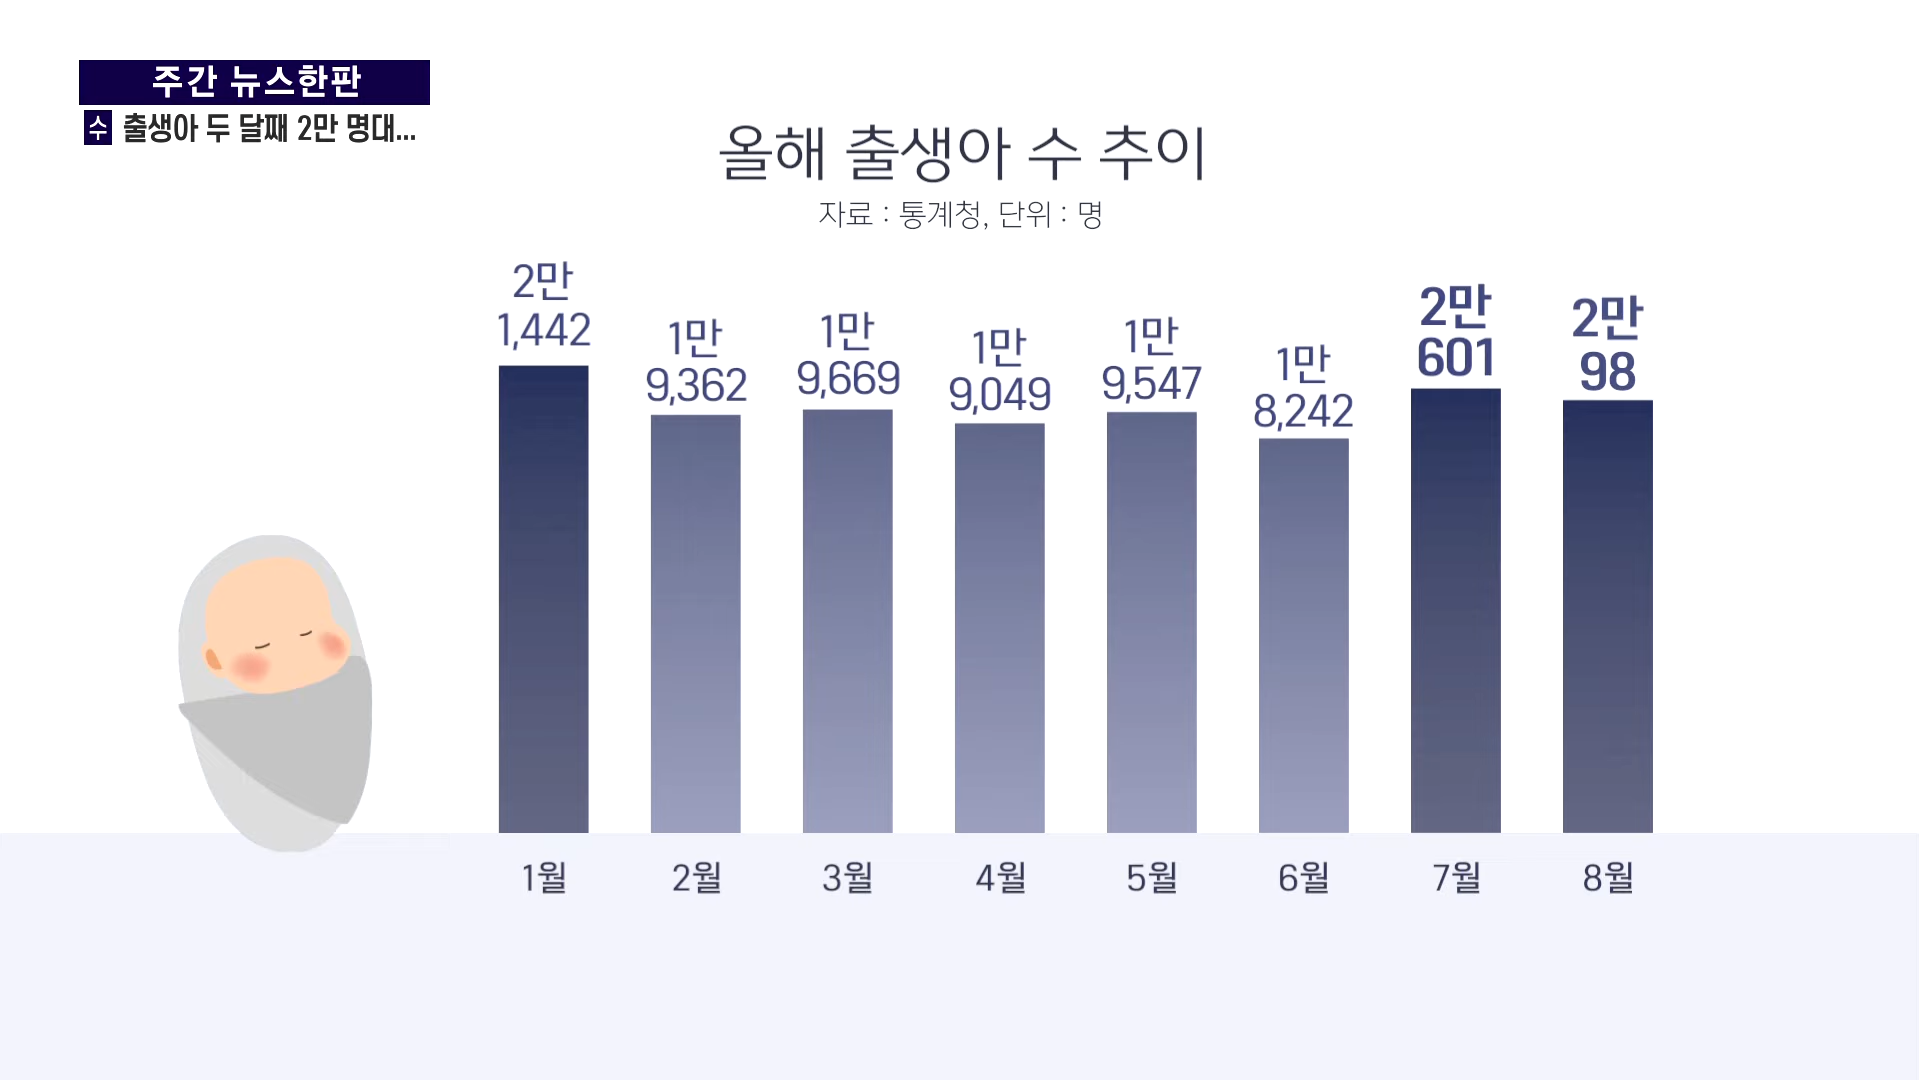 주간 뉴스한판
수 출생아 두 달째 2만 명대...
올해 출생아 수 추이
자료 : 통계청, 단위 : 명
2만
1,442
1만
9,362
1만
9,669
1만
9,049
1만
9,547
1만
8,242
2만
601
2만
98
1월
2월
3월
4월
5월
6월
7월
8월